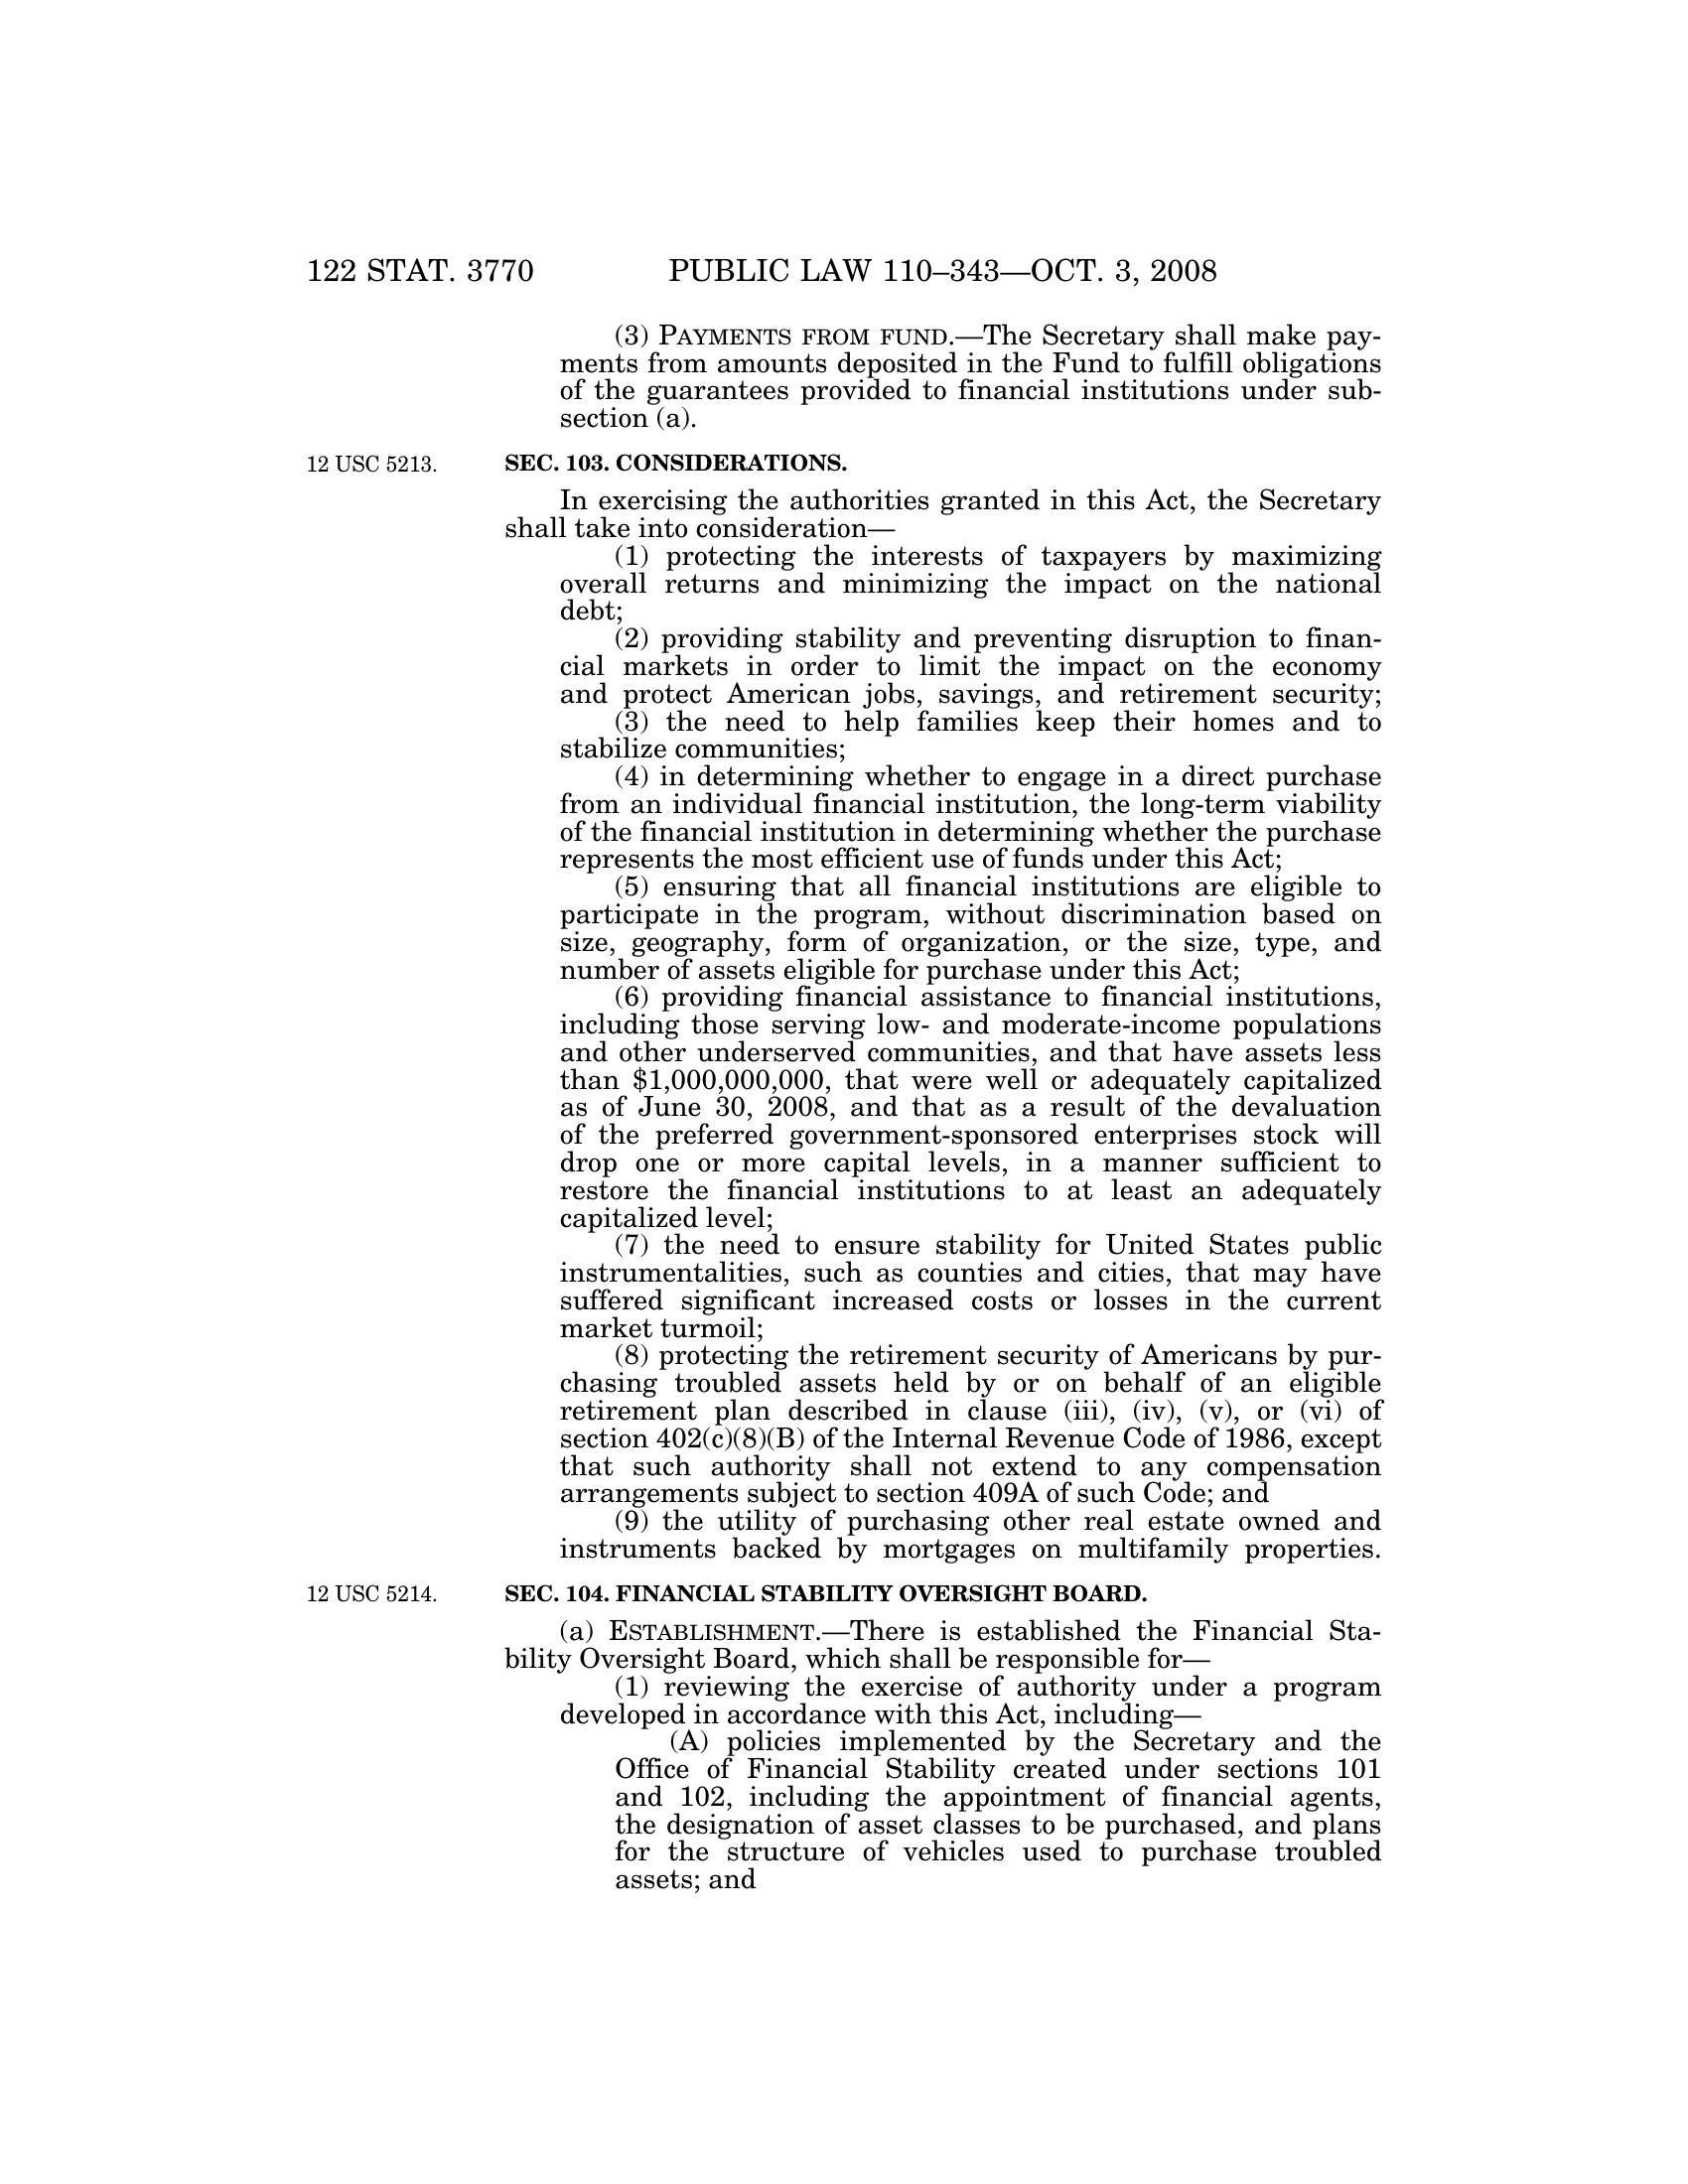 122 STAT. 3770 PUBLIC LAW 110–343—OCT. 3, 2008
(3) PAYMENTS FROM FUND.—The Secretary shall make pay-
ments from amounts deposited in the Fund to fulfill obligations
of the guarantees provided to financial institutions under sub-
section (a).
12 USC 5213. SEC. 103. CONSIDERATIONS.
In exercising the authorities granted in this Act, the Secretary
shall take into consideration—
(1) protecting the interests of taxpayers by maximizing
overall returns and minimizing the impact on the national
debt;
(2) providing stability and preventing disruption to finan-
cial markets in order to limit the impact on the economy
and protect American jobs, savings, and retirement security;
(3) the need to help families keep their homes and to
stabilize communities;
(4) in determining whether to engage in a direct purchase
from an individual financial institution, the long-term viability
of the financial institution in determining whether the purchase
represents the most efficient use of funds under this Act;
(5) ensuring that all financial institutions are eligible to
participate in the program, without discrimination based on
size, geography, form of organization, or the size, type, and
number of assets eligible for purchase under this Act;
(6) providing financial assistance to financial institutions,
including those serving low- and moderate-income populations
and other underserved communities, and that have assets less
than $1,000,000,000, that were well or adequately capitalized
as of June 30, 2008, and that as a result of the devaluation
of the preferred government-sponsored enterprises stock will
drop one or more capital levels, in a manner sufficient to
restore the financial institutions to at least an adequately
capitalized level;
(7) the need to ensure stability for United States public
instrumentalities, such as counties and cities, that may have
suffered significant increased costs or losses in the current
market turmoil;
(8) protecting the retirement security of Americans by pur-
chasing troubled assets held by or on behalf of an eligible
retirement plan described in clause (iii), (iv), (v), or (vi) of
section 402(c)(8)(B) of the Internal Revenue Code of 1986, except
that such authority shall not extend to any compensation
arrangements subject to section 409A of such Code; and
(9) the utility of purchasing other real estate owned and
instruments backed by mortgages on multifamily properties.
12 USC 5214. SEC. 104. FINANCIAL STABILITY OVERSIGHT BOARD.
(a) ESTABLISHMENT.—There is established the Financial Sta-
bility Oversight Board, which shall be responsible for—
(1) reviewing the exercise of authority under a program
developed in accordance with this Act, including—
(A) policies implemented by the Secretary and the
Office of Financial Stability created under sections 101
and 102, including the appointment of financial agents,
the designation of asset classes to be purchased, and plans
for the structure of vehicles used to purchase troubled
assets; and